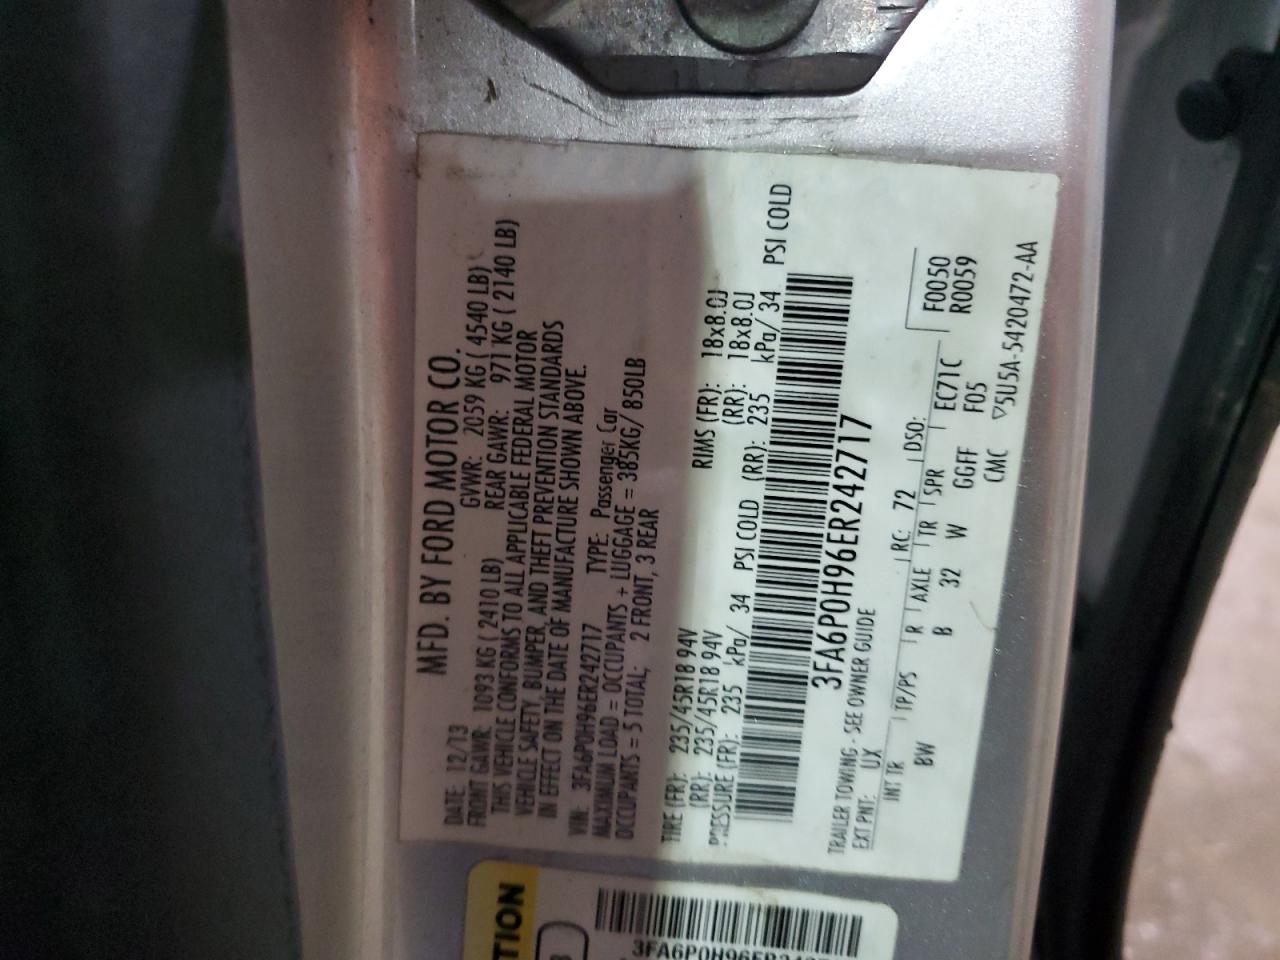 MFD. BY FORD MOTOR CO.
DATE: 12/13 GVWR: 2059 KG ( 4540 LB)
FRONT GAWR: 1093 KG ( 2410 LB) REAR GAWR: 971 KG ( 2140 LB)
THIS VEHICLE CONFORMS TO ALL APPLICABLE FEDERAL MOTOR
VEHICLE SAFETY, BUMPER, AND THEFT PREVENTION STANDARDS
IN EFFECT ON THE DATE OF MANUFACTURE SHOWN ABOVE.
VIN: 3FA6P0H96ER242717 TYPE: Passenger Car
MAXIMUM LOAD = OCCUPANTS + LUGGAGE = 385KG/ 850LB
OCCUPANTS = 5 TOTAL; 2 FRONT, 3 REAR
TIRE (FR): 235/45R18 94V RIMS (FR): 18x8.0J
(RR): 235/45R18 94V (RR): 18x8.0J
PRESSURE (FR): 235 kPa/ 34 PSI COLD (RR): 235 kPa/ 34 PSI COLD
3FA6P0H96ER242717
TRAILER TOWING - SEE OWNER GUIDE
EXT PNT: UX RC: 72 DSO: F0050
R0059
INT TR TP/PS R AXLE TR SPR EC71C
BW B 32 W GGFF F05
CMC ▽5U5A-5420472-AA
TION
3FA6P0H96ER242